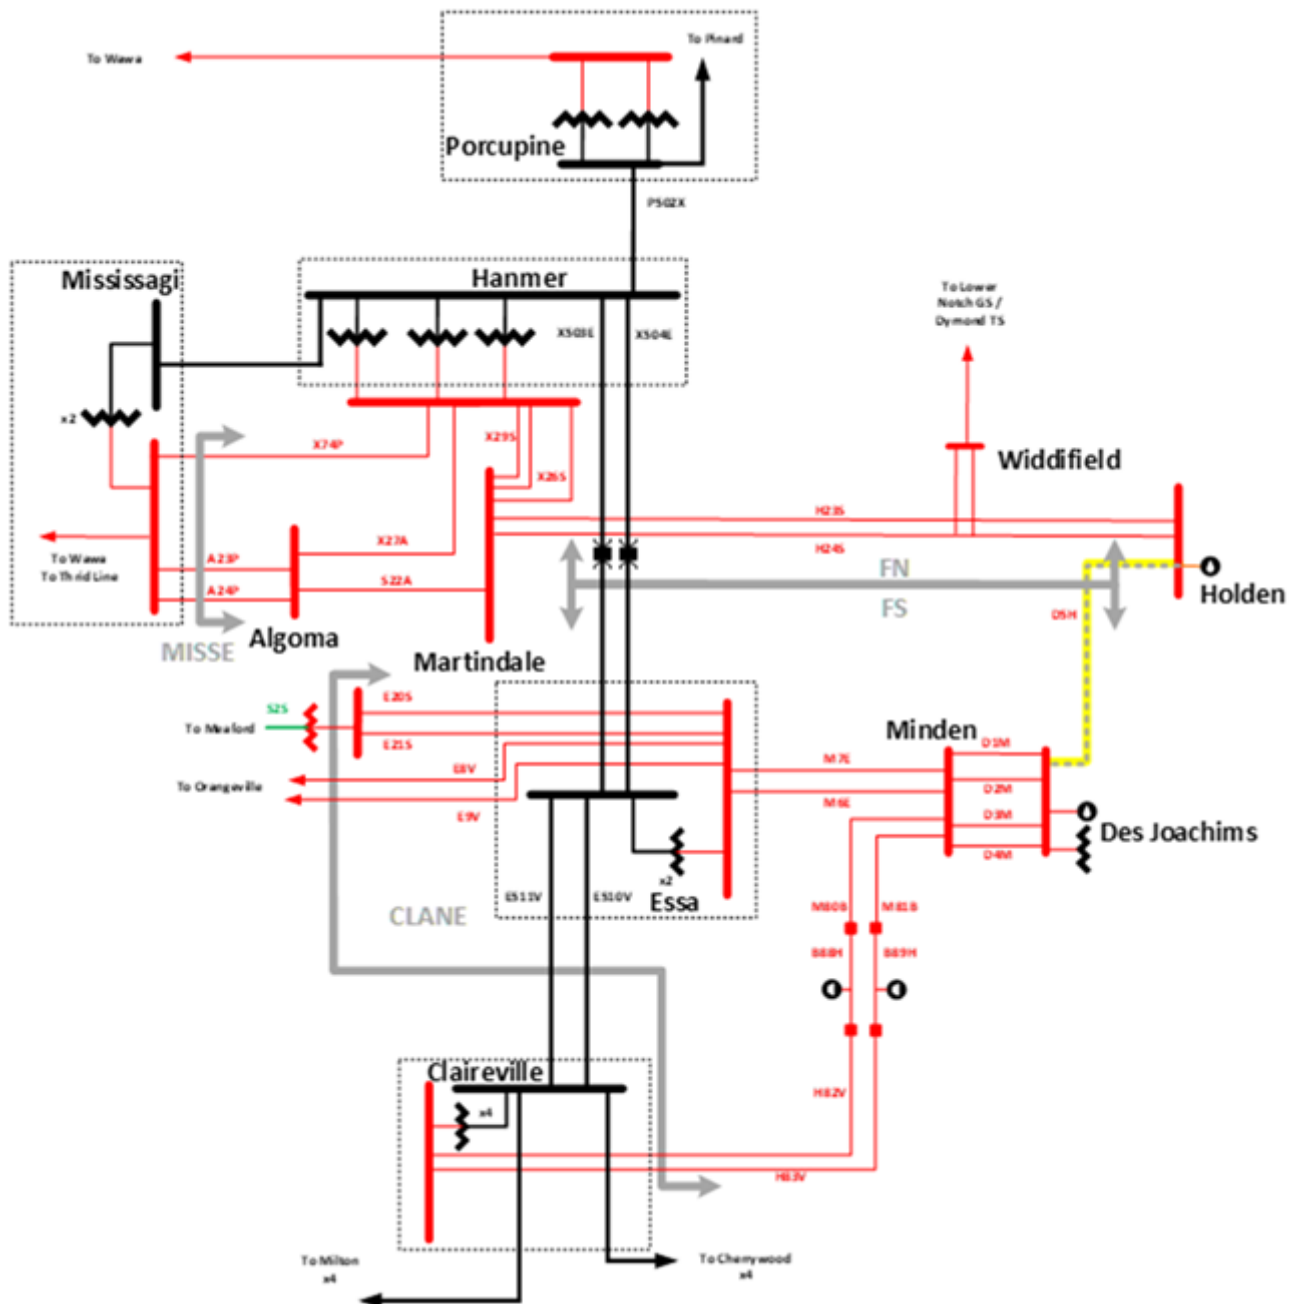 To Wawa
To Pinard
Porcupine
P502X
Mississagi
Hanmer
To Lower
Notch GS /
Dymond TS
X503E
X504E
x2
X74P
X29S
X26S
Widdifield
H23S
X27A
H24S
To Wawa
To Thrid Line
A23P
S22A
A24P
FN
FS
Holden
D5H
Algoma
MISSE
Martindale
E20S
S2S
To Meaford
E21S
Minden
D1M
M7E
E8V
To Orangeville
D2M
M6E
E9V
D3M
Des Joachims
D4M
x2
Essa
E511V
E510V
CLANE
M80B
M81B
B88H
B89H
Claireville
x4
H82V
H83V
To Milton
x4
To Cherrywood
x4